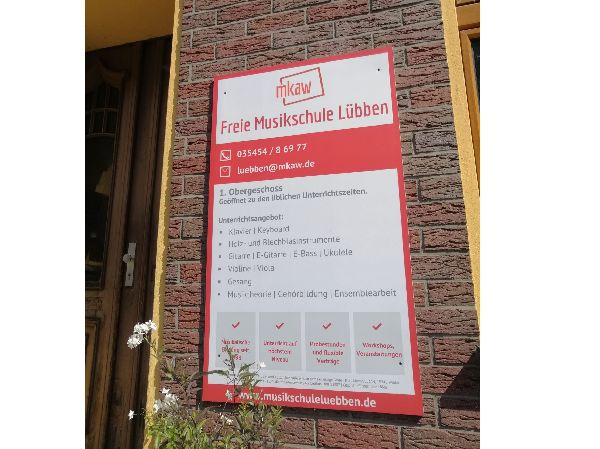 mkaw
Freie Musikschule Lübben
035454 / 8 69 77
luebben@mkaw.de
1. Obergeschoss
Geöffnet zu den üblichen Unterrichtszeiten.
Unterrichtsangebot:
• Klavier | Keyboard
• Holz- und Blechblasinstrumente
• Gitarre | E-Gitarre | E-Bass | Ukulele
• Violine | Viola
• Gesang
• Musiktheorie | Gehörbildung | Ensemblearbeit
Musikalische
seit
Unterricht auf
höchstem
Niveau
Probestunden
und flexible
Verträge
Workshops,
Veranstaltungen
www.musikschuleluebben.de